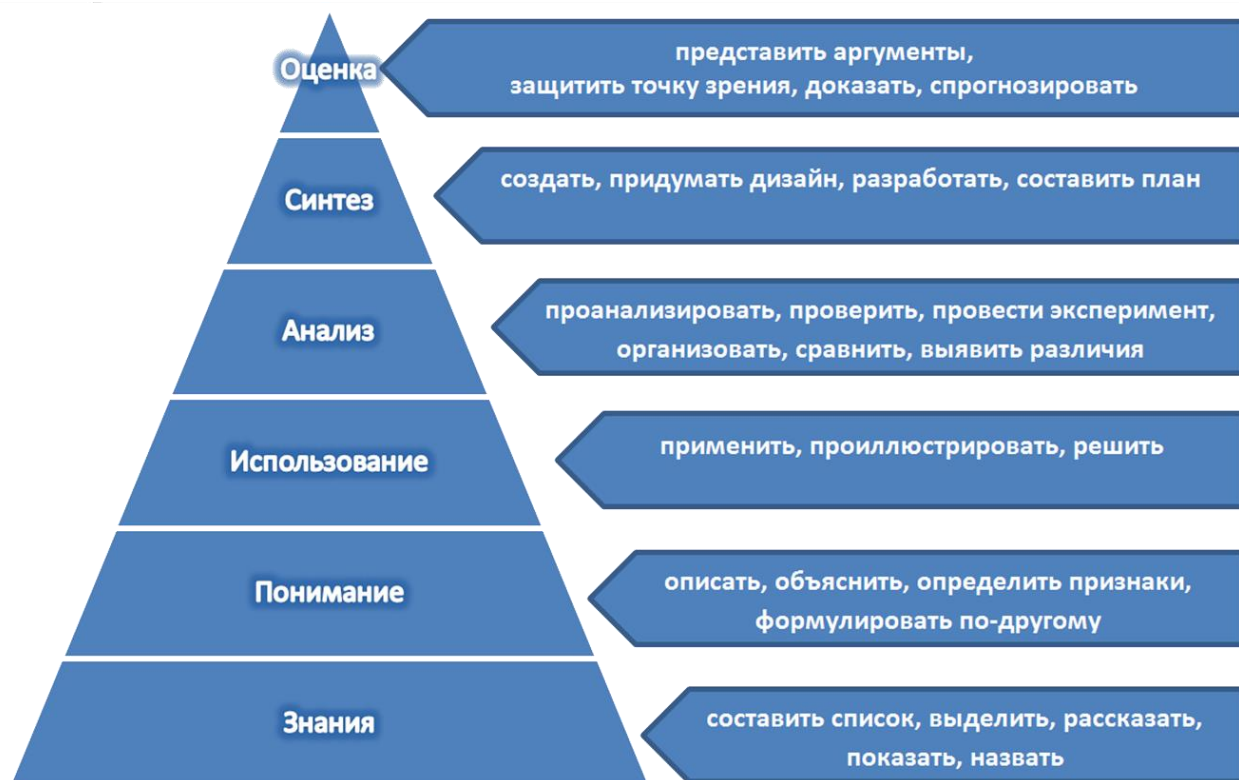 Оценка
представить аргументы,
защитить точку зрения, доказать, спрогнозировать
Синтез
создать, придумать дизайн, разработать, составить план
Анализ
проанализировать, проверить, провести эксперимент,
организовать, сравнить, выявить различия
Использование
применить, проиллюстрировать, решить
Понимание
описать, объяснить, определить признаки,
формулировать по-другому
Знания
составить список, выделить, рассказать,
показать, назвать